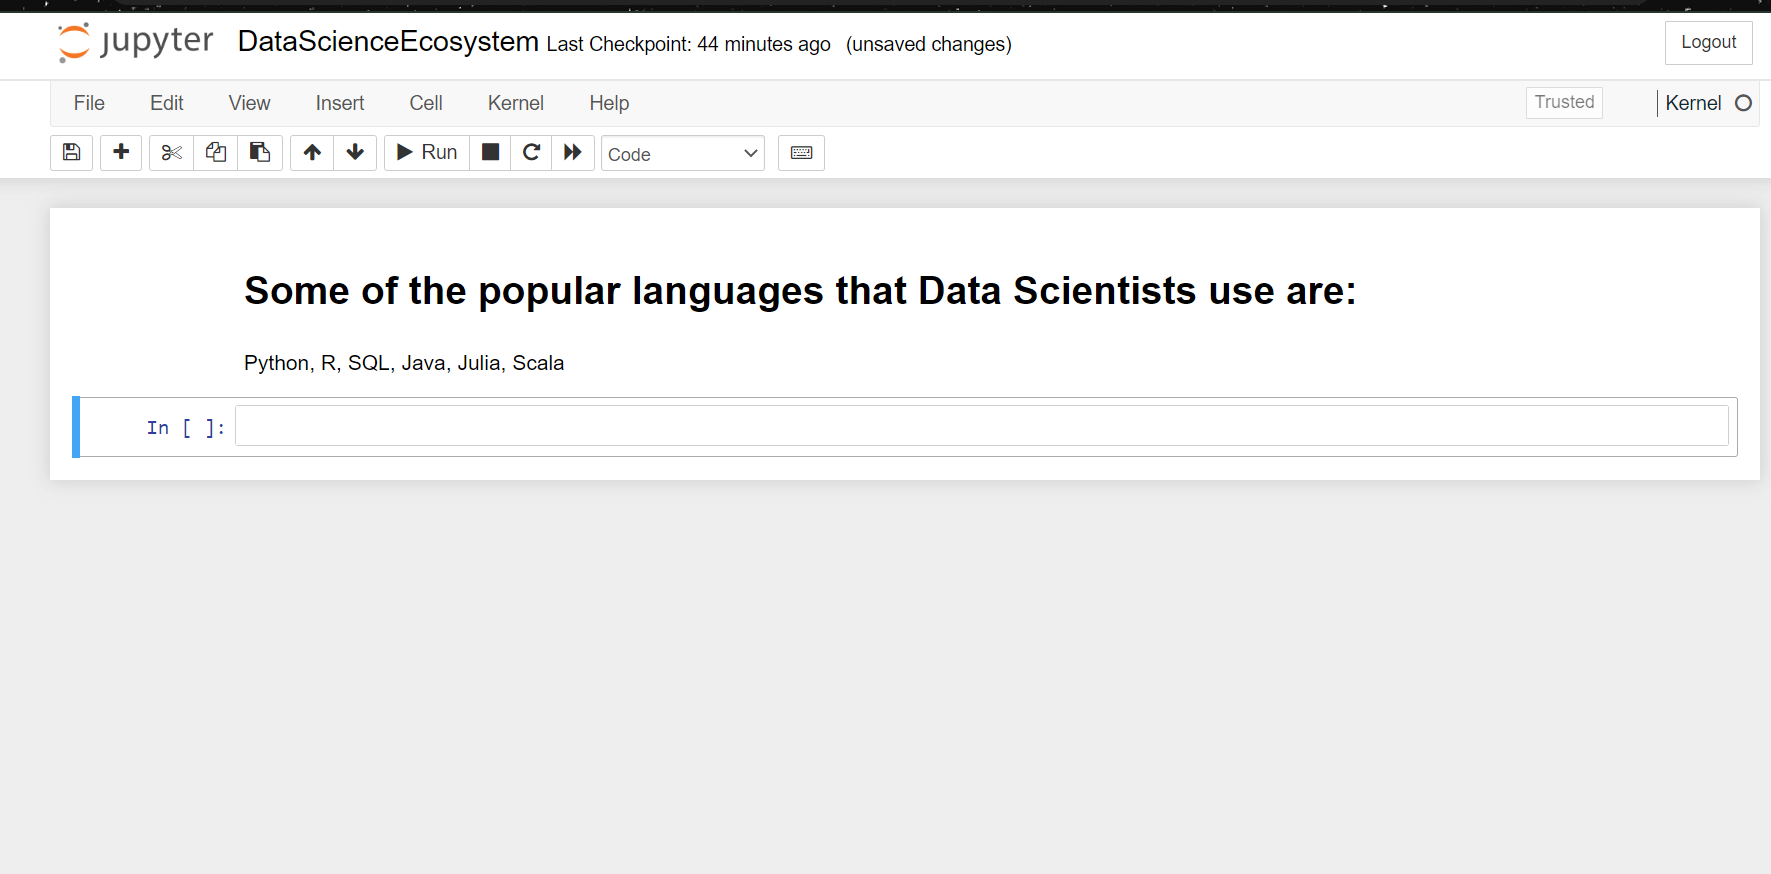 jupyter DataScienceEcosystem Last Checkpoint: 44 minutes ago (unsaved changes) Logout
File Edit View Insert Cell Kernel Help Trusted Kernel
Run Code
Some of the popular languages that Data Scientists use are:
Python, R, SQL, Java, Julia, Scala
In [ ]: